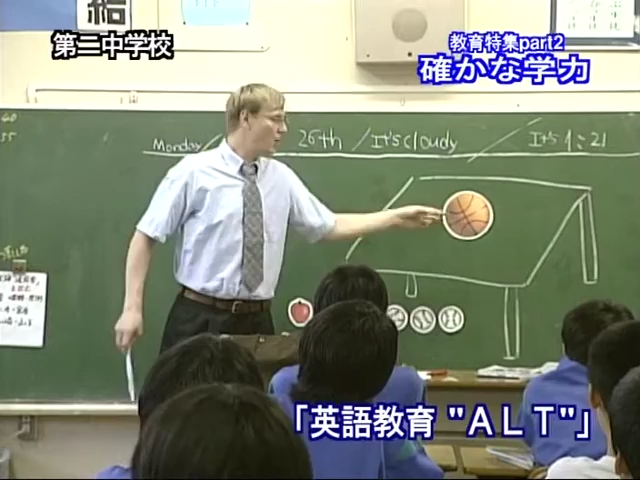 結
教育特集part2
第二中学校
確かな学力
Monday / 26th / It's cloudy / It's 1:21
「英語教育 "ＡＬＴ"」